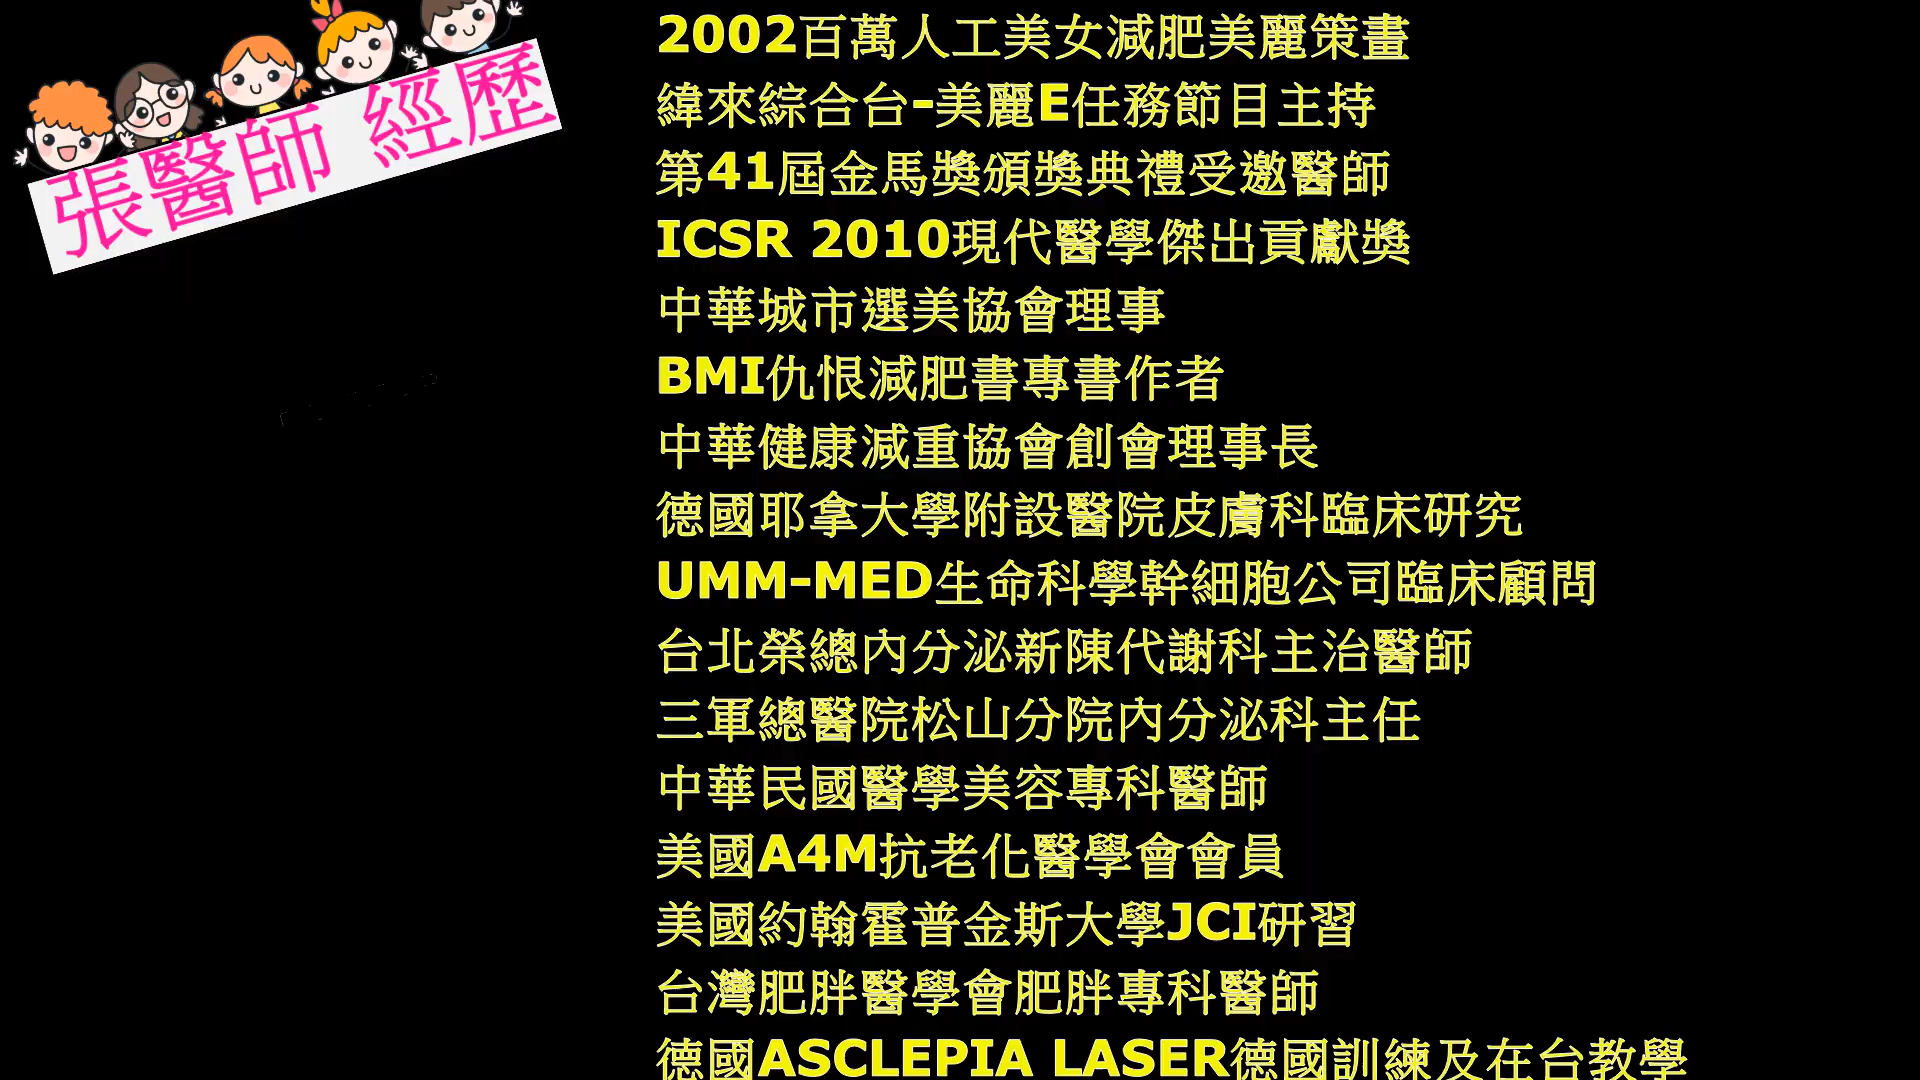 張醫師 經歷
2002百萬人工美女減肥美麗策畫
緯來綜合台-美麗E任務節目主持
第41屆金馬獎頒獎典禮受邀醫師
ICSR 2010現代醫學傑出貢獻獎
中華城市選美協會理事
BMI仇恨減肥書專書作者
中華健康減重協會創會理事長
德國耶拿大學附設醫院皮膚科臨床研究
UMM-MED生命科學幹細胞公司臨床顧問
台北榮總內分泌新陳代謝科主治醫師
三軍總醫院松山分院內分泌科主任
中華民國醫學美容專科醫師
美國A4M抗老化醫學會會員
美國約翰霍普金斯大學JCI研習
台灣肥胖醫學會肥胖專科醫師
德國ASCLEPIA LASER德國訓練及在台教學